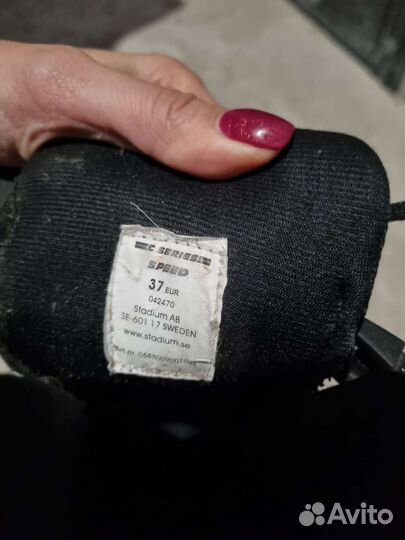 C SERIES
SPEED
37 EUR
042470
Stadium AB
SE-601 17 SWEDEN
www.stadium.se
Avito